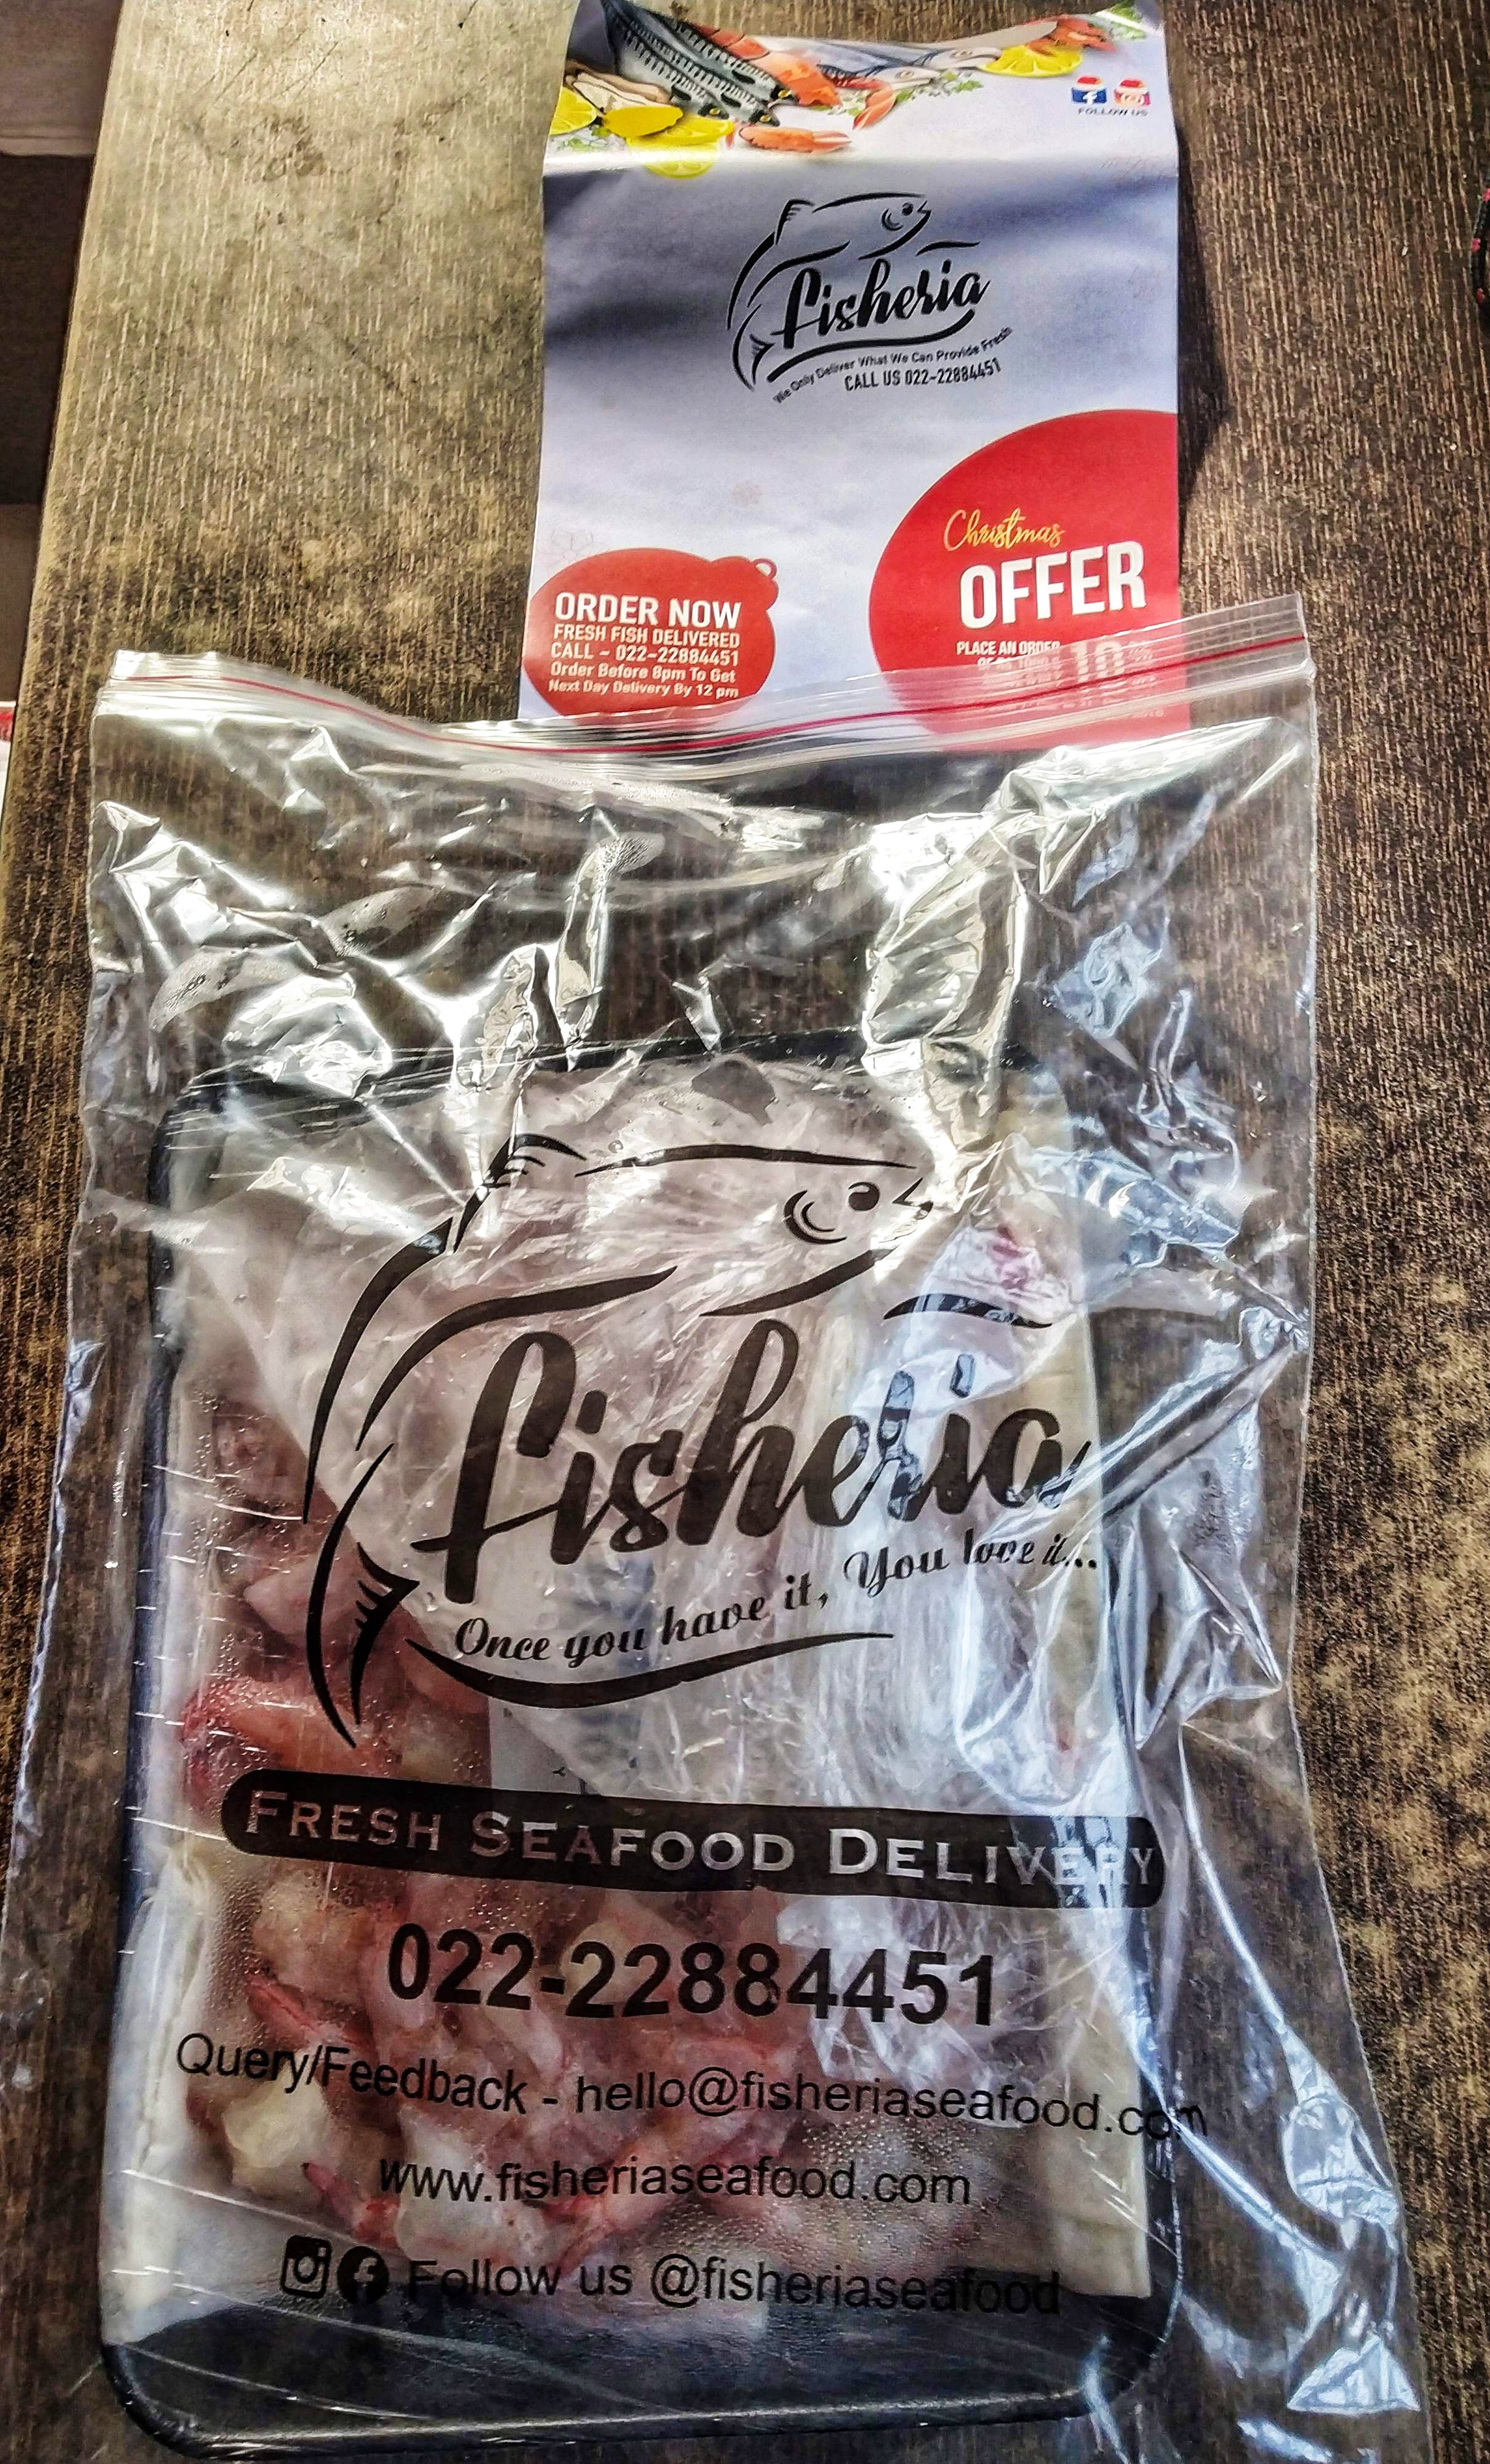 FOLLOW US
fisheria
We Only Deliver What We Can Provide Fresh
CALL US 022-22884451
Christmas
OFFER
PLACE AN ORDER
10
ORDER NOW
FRESH FISH DELIVERED
CALL - 022-22884451
Order Before 8pm To Get
Next Day Delivery By 12 pm
fisheria
Once you have it, You love it...
FRESH SEAFOOD DELIVERY
022-22884451
Query/Feedback - hello@fisheriaseafood.com
www.fisheriaseafood.com
Follow us @fisheriaseafood